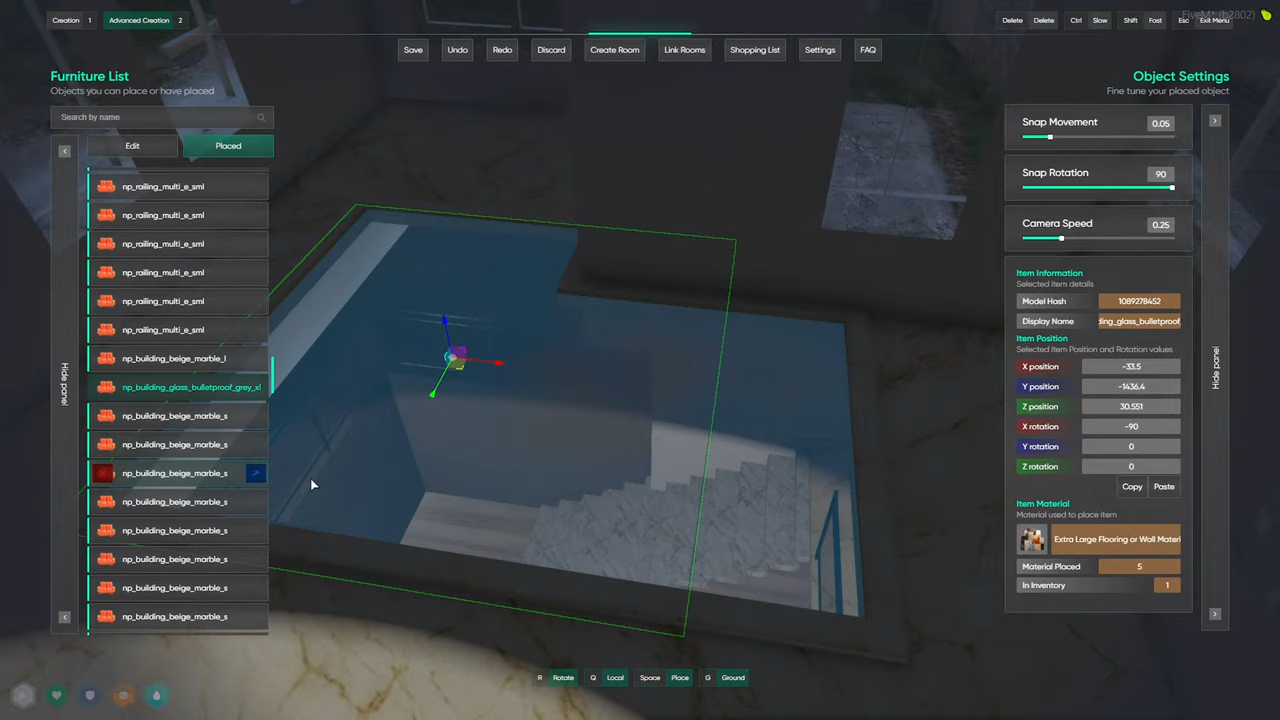 Creation 1 Advanced Creation 2
Delete Delete Ctrl Slow Shift Fast Esc Exit Menu
FiveM* (b2802)
Save Undo Redo Discard Create Room Link Rooms Shopping List Settings FAQ
Furniture List
Objects you can place or have placed
Search by name
Edit Placed
np_railing_multi_e_sml
np_railing_multi_e_sml
np_railing_multi_e_sml
np_railing_multi_e_sml
np_railing_multi_e_sml
np_railing_multi_e_sml
np_building_beige_marble_l
np_building_glass_bulletproof_grey_xl
np_building_beige_marble_s
np_building_beige_marble_s
np_building_beige_marble_s
np_building_beige_marble_s
np_building_beige_marble_s
np_building_beige_marble_s
np_building_beige_marble_s
np_building_beige_marble_s
Hide panel
R Rotate Q Local Space Place G Ground
Object Settings
Fine tune your placed object
Snap Movement 0.05
Snap Rotation 90
Camera Speed 0.25
Item Information
Selected item details
Model Hash 1089278452
Display Name ding_glass_bulletproof
Item Position
Selected item Position and Rotation values
X position -33.5
Y position -1436.4
Z position 30.551
X rotation -90
Y rotation 0
Z rotation 0
Copy Paste
Item Material
Material used to place item
Extra Large Flooring or Wall Materi
Material Placed 5
In Inventory 1
Hide panel